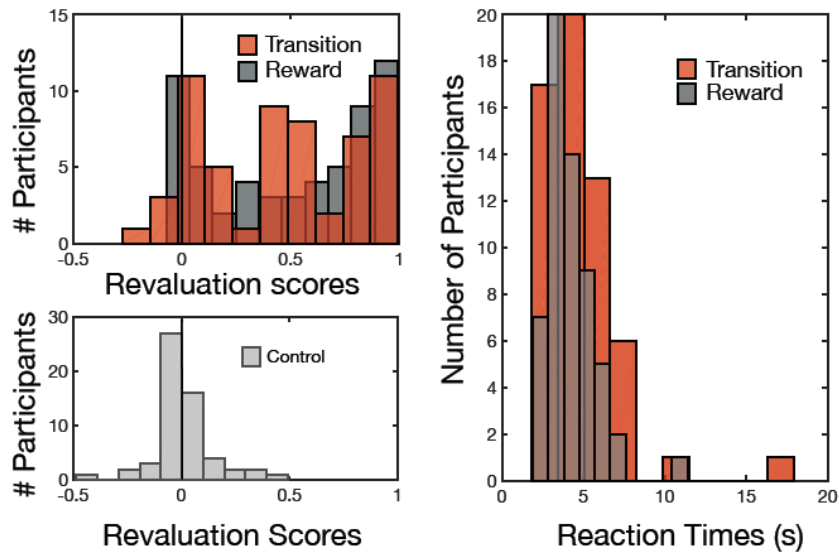 15
10
5
0
# Participants
Transition
Reward
-0.5
0
0.5
1
Revaluation scores
30
20
10
0
# Participants
Control
-0.5
0
0.5
1
Revaluation Scores
20
18
16
14
12
10
8
6
4
2
0
Number of Participants
Transition
Reward
0
5
10
15
20
Reaction Times (s)